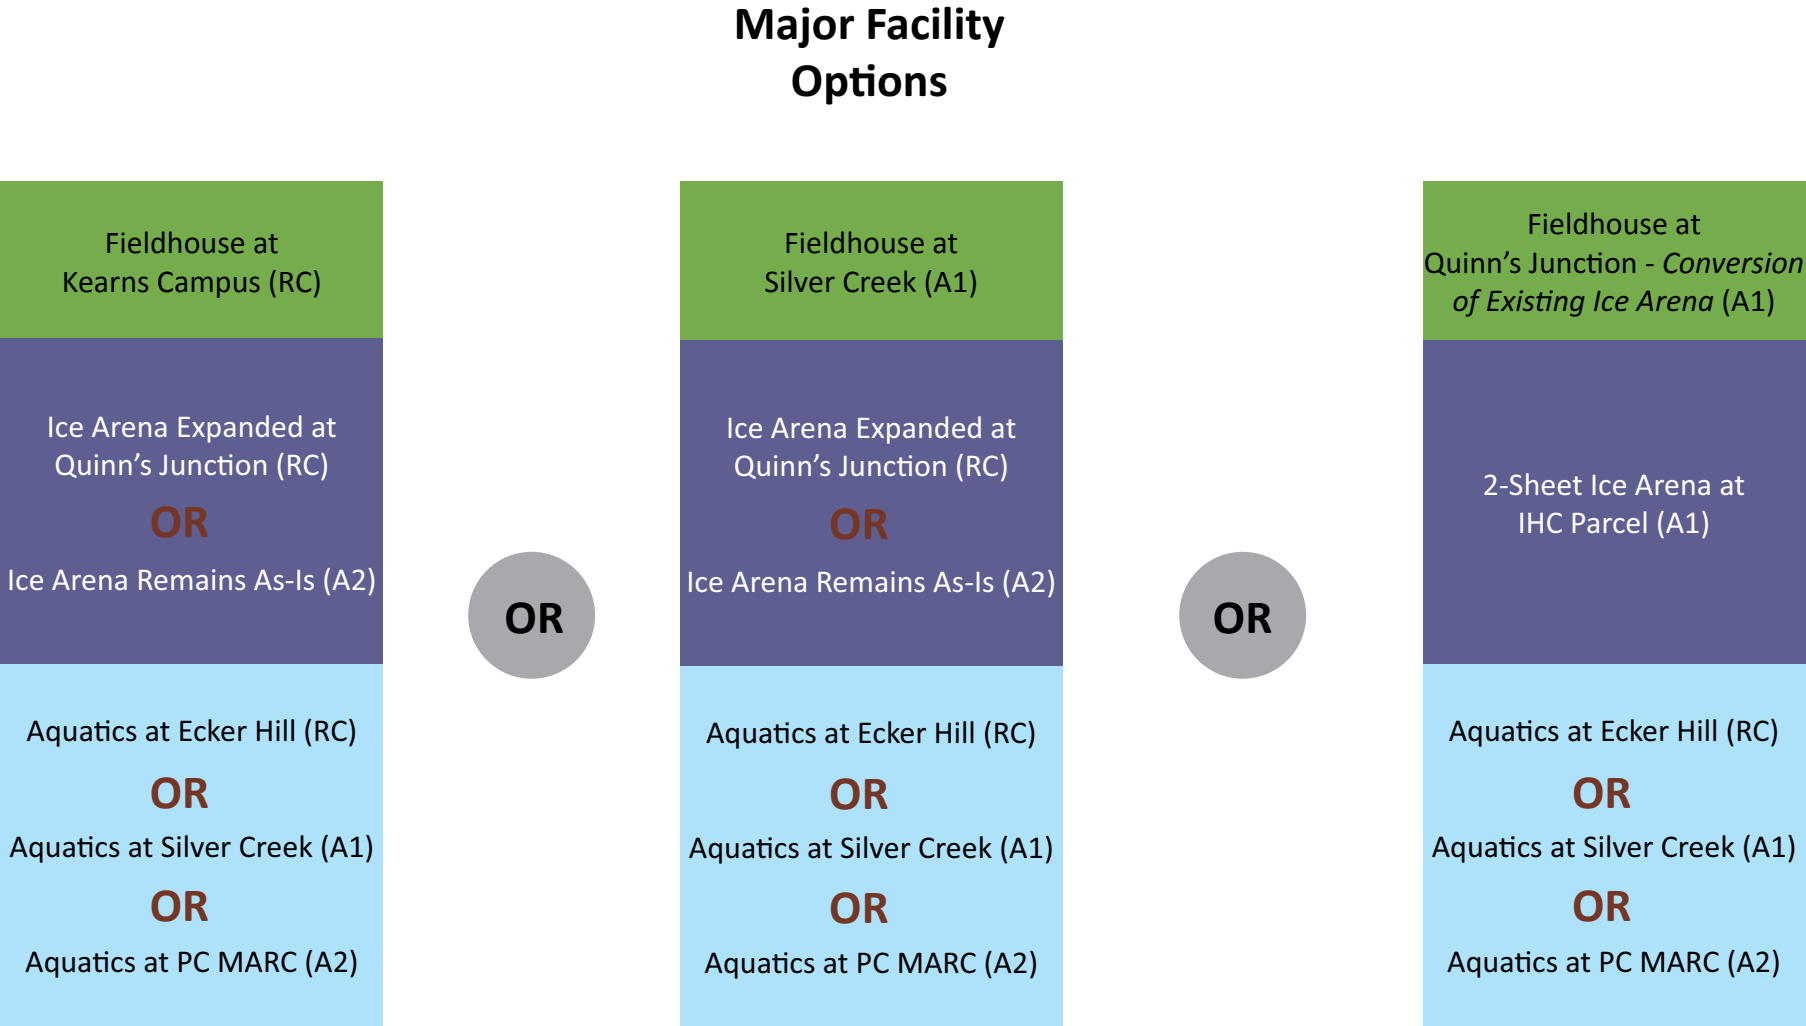 Major Facility
Options
Fieldhouse at
Kearns Campus (RC)
Ice Arena Expanded at
Quinn’s Junction (RC)
OR
Ice Arena Remains As-Is (A2)
Aquatics at Ecker Hill (RC)
OR
Aquatics at Silver Creek (A1)
OR
Aquatics at PC MARC (A2)
OR
Fieldhouse at
Silver Creek (A1)
Ice Arena Expanded at
Quinn’s Junction (RC)
OR
Ice Arena Remains As-Is (A2)
Aquatics at Ecker Hill (RC)
OR
Aquatics at Silver Creek (A1)
OR
Aquatics at PC MARC (A2)
OR
Fieldhouse at
Quinn’s Junction - Conversion
of Existing Ice Arena (A1)
2-Sheet Ice Arena at
IHC Parcel (A1)
Aquatics at Ecker Hill (RC)
OR
Aquatics at Silver Creek (A1)
OR
Aquatics at PC MARC (A2)